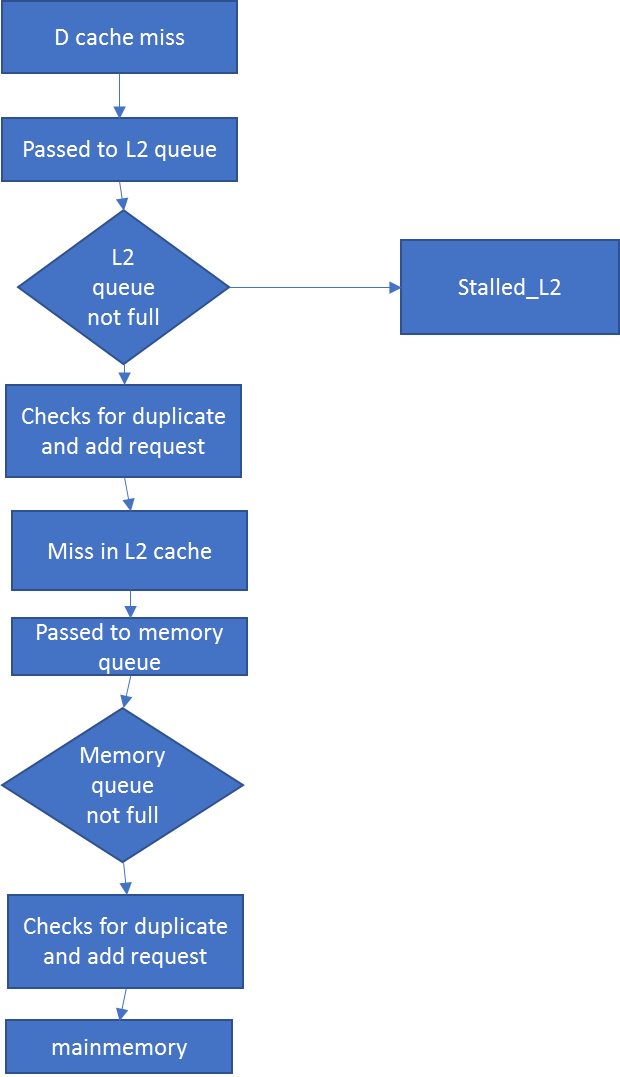 D cache miss
Passed to L2 queue
L2
queue
not full
Stalled_L2
Checks for duplicate
and add request
Miss in L2 cache
Passed to memory
queue
Memory
queue
not full
Checks for duplicate
and add request
mainmemory